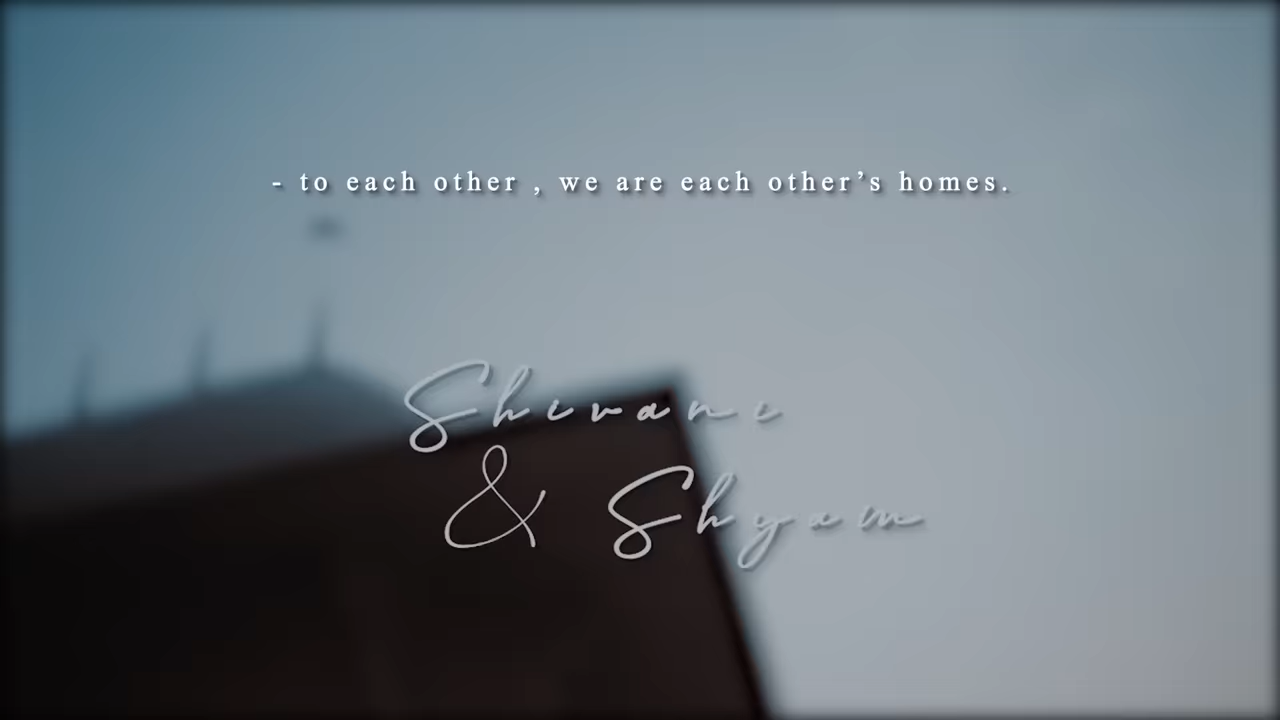 - to each other , we are each other’s homes.
Shivani
& Shyam